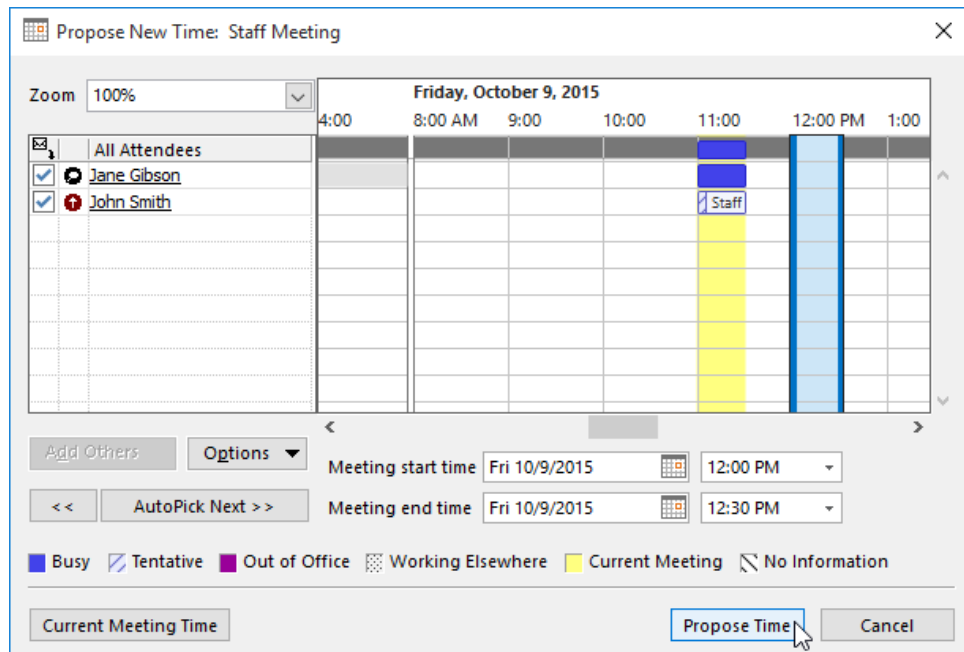 Propose New Time: Staff Meeting
Zoom 100%
Friday, October 9, 2015
4:00 8:00 AM 9:00 10:00 11:00 12:00 PM 1:00
All Attendees
Jane Gibson
John Smith
Staff
Add Others Options
Meeting start time Fri 10/9/2015 12:00 PM
<< AutoPick Next >>
Meeting end time Fri 10/9/2015 12:30 PM
Busy Tentative Out of Office Working Elsewhere Current Meeting No Information
Current Meeting Time Propose Time Cancel